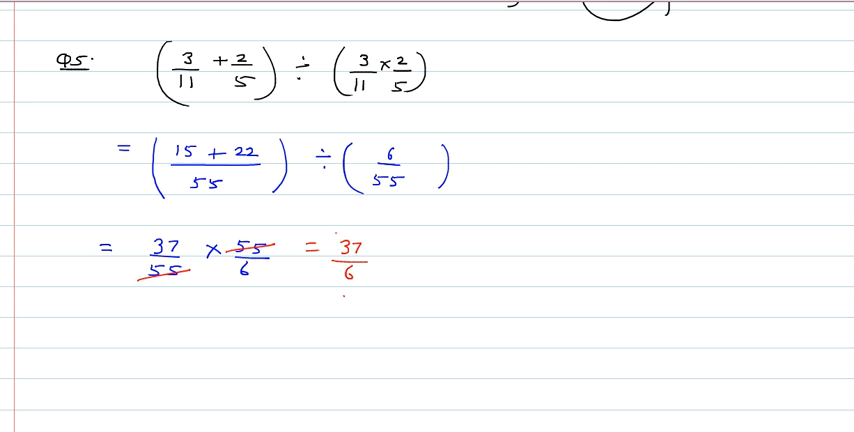 Q5. (3/11 + 2/5) ÷ (3/11 × 2/5)
= (15 + 22/55) ÷ (6/55)
= 37/55 × 55/6 = 37/6